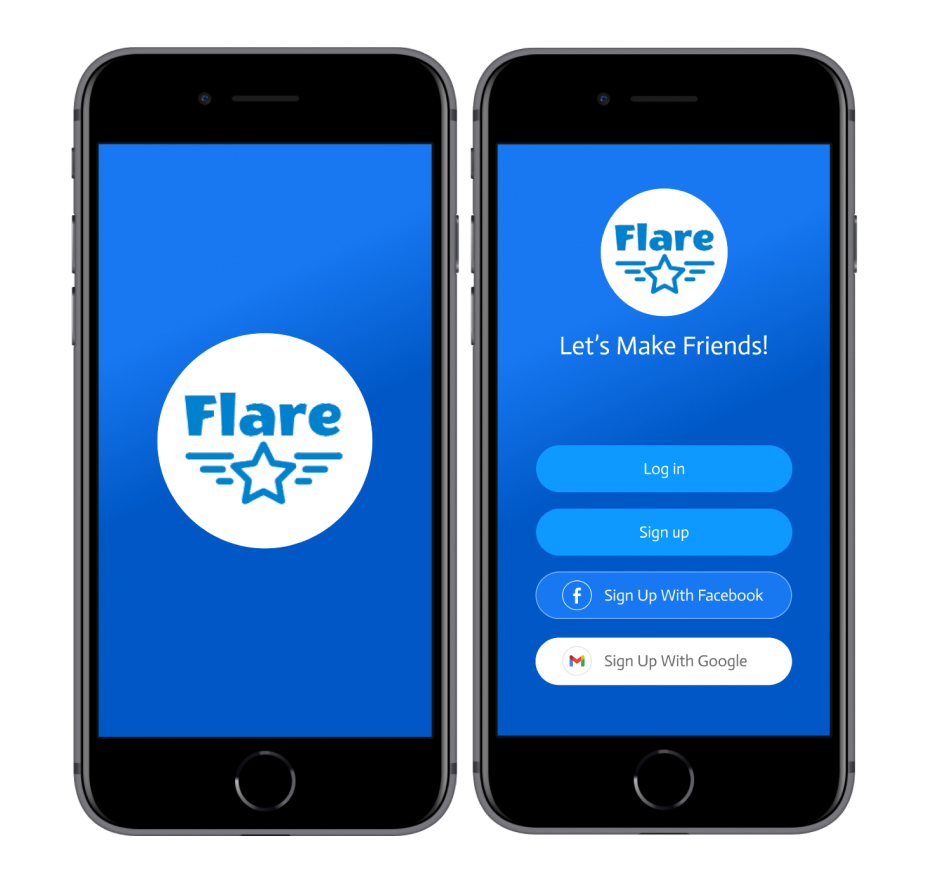 Flare
Flare
Let's Make Friends!
Log in
Sign up
Sign Up With Facebook
Sign Up With Google